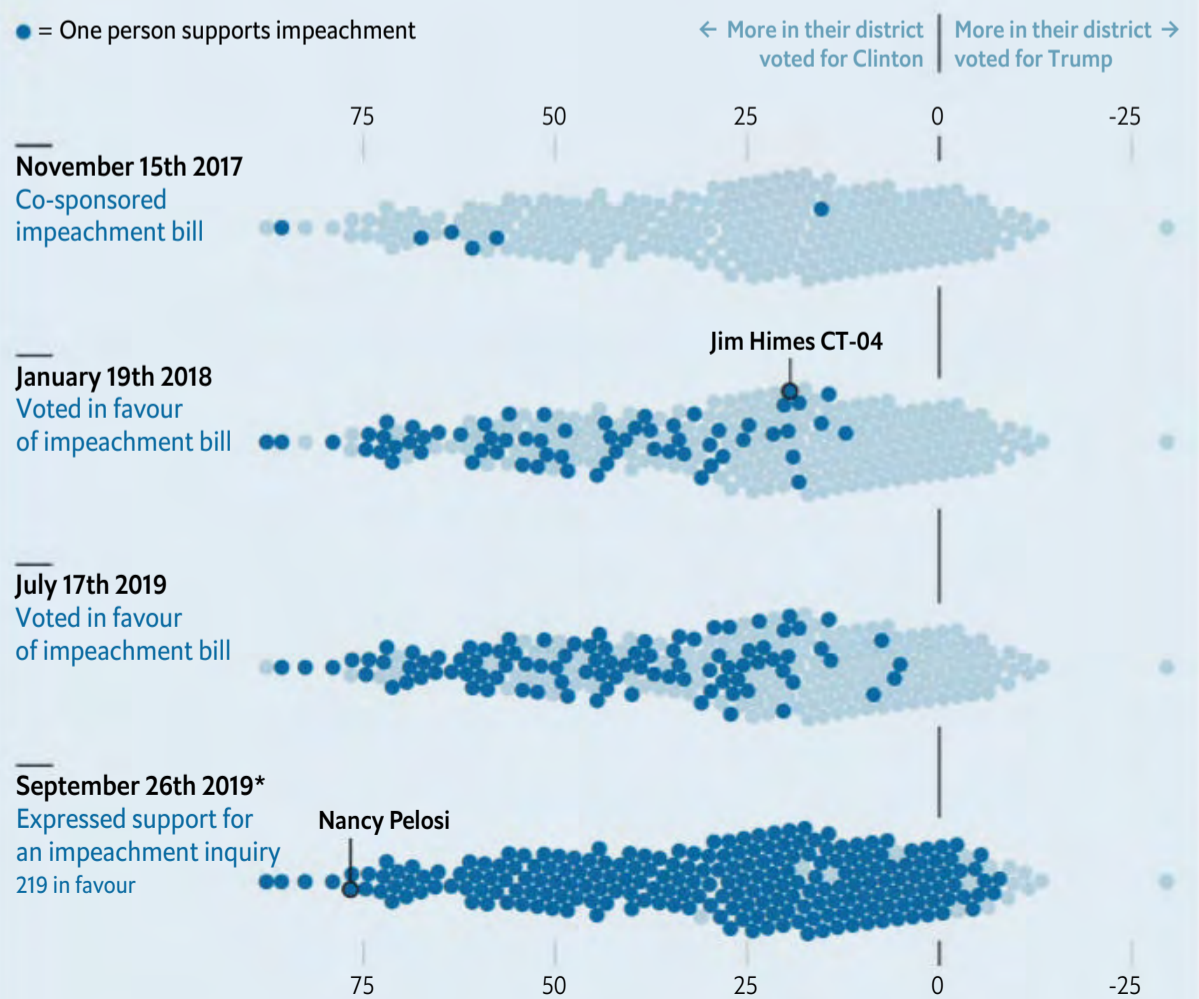 = One person supports impeachment
← More in their district
voted for Clinton
More in their district →
voted for Trump
75 50 25 0 -25
November 15th 2017
Co-sponsored
impeachment bill
Jim Himes CT-04
January 19th 2018
Voted in favour
of impeachment bill
July 17th 2019
Voted in favour
of impeachment bill
September 26th 2019*
Expressed support for
an impeachment inquiry
219 in favour
Nancy Pelosi
75 50 25 0 -25